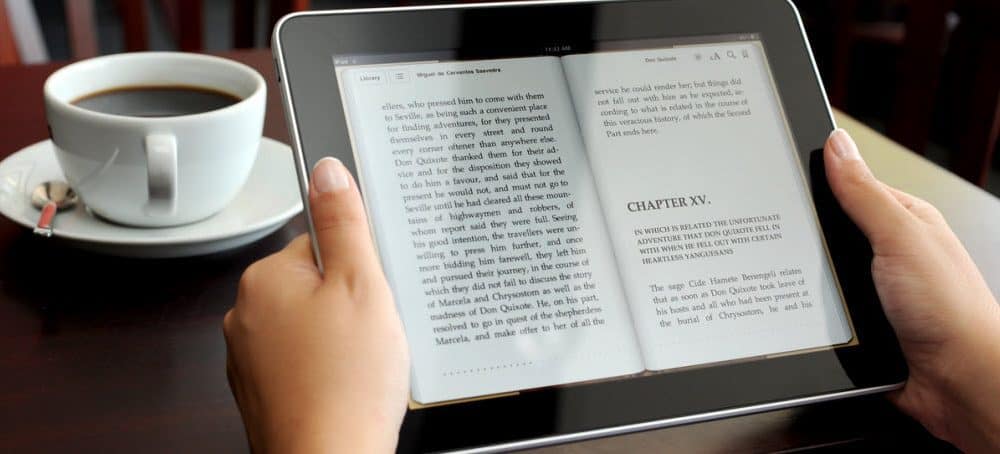 iPad
11:33 AM
Library
Miguel de Cervantes Saavedra
Don Quixote
AA
ellers, who pressed him to come with them
to Seville, as being such a convenient place
for finding adventures, for they presented
themselves in every street and round
every corner oftener than anywhere else.
Don Quixote thanked them for their ad-
vice and for the disposition they showed
to do him a favour, and said that for the
present he would not, and must not go to
Seville until he had cleared all these moun-
tains of highwaymen and robbers, of
whom report said they were full. Seeing
his good intention, the travellers were un-
willing to press him further, and once
more bidding him farewell, they left him
and pursued their journey, in the course of
which they did not fail to discuss the story
of Marcela and Chrysostom as well as the
madness of Don Quixote. He, on his part,
resolved to go in quest of the shepherdess
Marcela, and make offer to her of all the
service he could render her; but things did
not fall out with him as he expected, ac-
cording to what is related in the course of
this veracious history, of which the Second
Part ends here.
CHAPTER XV.
IN WHICH IS RELATED THE UNFORTUNATE
ADVENTURE THAT DON QUIXOTE FELL IN
WITH WHEN HE FELL OUT WITH CERTAIN
HEARTLESS YANGUESANS
The sage Cide Hamete Benengeli relates
that as soon as Don Quixote took leave of
his hosts and all who had been present at
the burial of Chrysostom, he and his